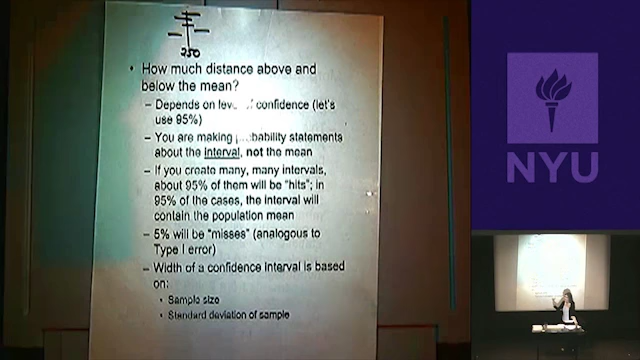 250
• How much distance above and
below the mean?
– Depends on level of confidence (let's
use 95%)
– You are making probability statements
about the interval, not the mean
– If you create many, many intervals,
about 95% of them will be "hits"; in
95% of the cases, the interval will
contain the population mean
– 5% will be "misses" (analogous to
Type I error)
– Width of a confidence interval is based
on:
• Sample size
• Standard deviation of sample
NYU